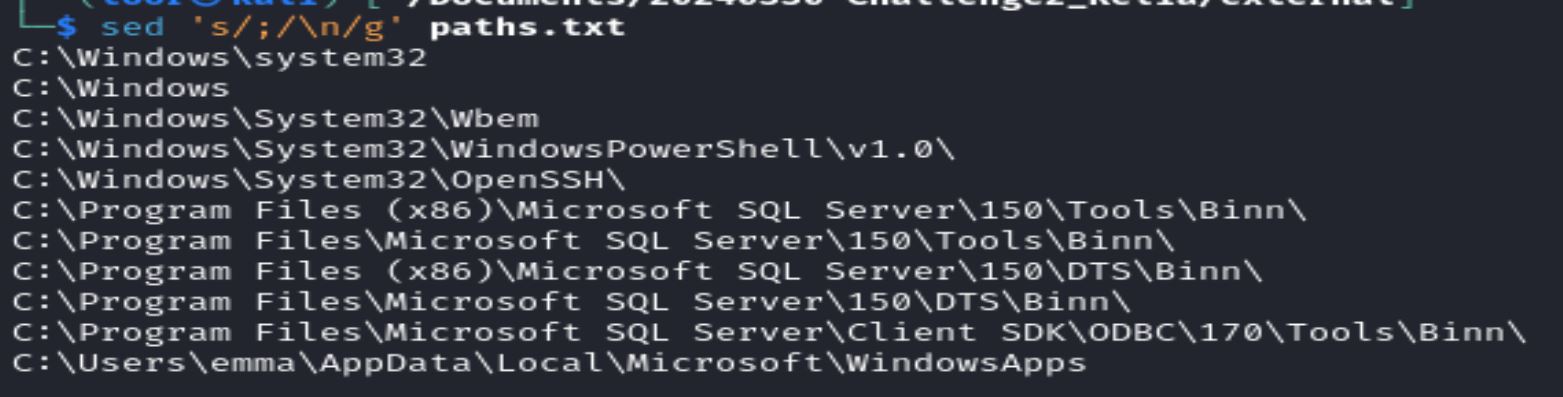 └─$ sed 's/;/\n/g' paths.txt
C:\Windows\system32
C:\Windows
C:\Windows\System32\Wbem
C:\Windows\System32\WindowsPowerShell\v1.0\
C:\Windows\System32\OpenSSH\
C:\Program Files (x86)\Microsoft SQL Server\150\Tools\Binn\
C:\Program Files\Microsoft SQL Server\150\Tools\Binn\
C:\Program Files (x86)\Microsoft SQL Server\150\DTS\Binn\
C:\Program Files\Microsoft SQL Server\150\DTS\Binn\
C:\Program Files\Microsoft SQL Server\Client SDK\ODBC\170\Tools\Binn\
C:\Users\emma\AppData\Local\Microsoft\WindowsApps